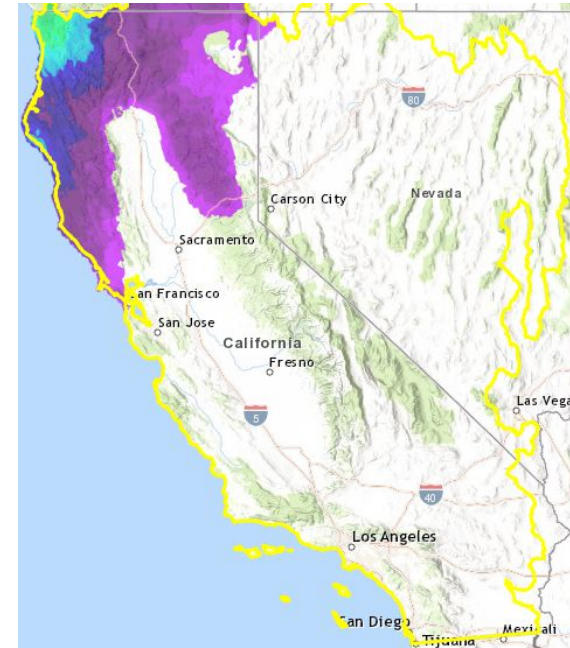 80
Carson City
Nevada
Sacramento
San Francisco
San Jose
California
Fresno
Las Vega
5
40
Los Angeles
San Diego
Mexicali
Tijuana